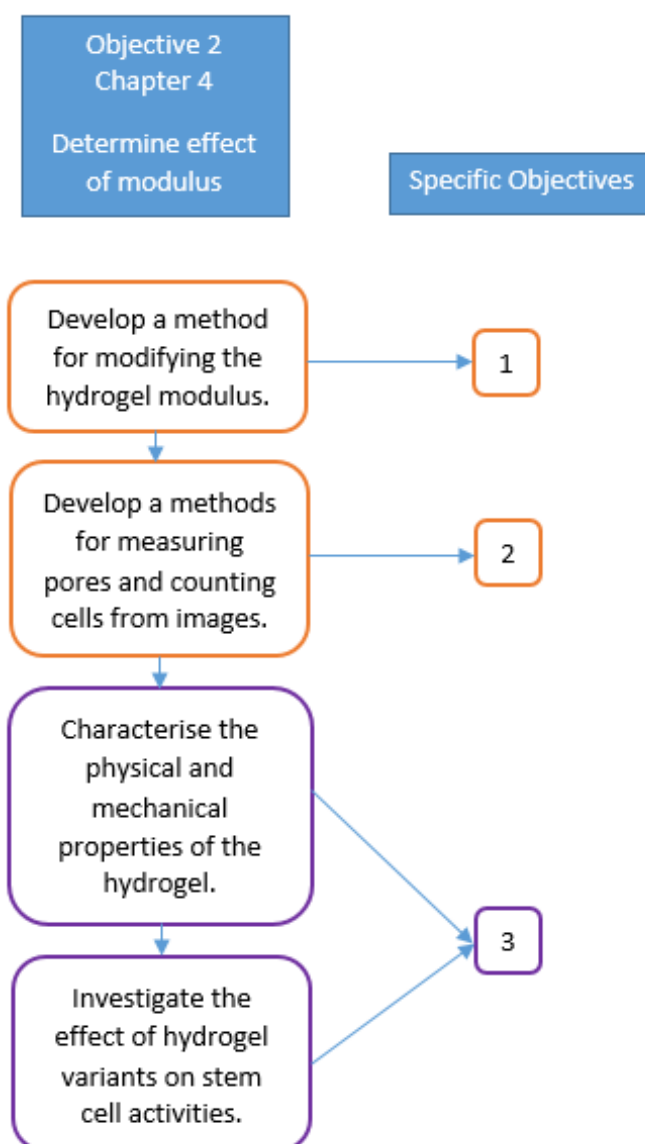 Objective 2
Chapter 4
Determine effect
of modulus
Specific Objectives
Develop a method
for modifying the
hydrogel modulus.
1
Develop a methods
for measuring
pores and counting
cells from images.
2
Characterise the
physical and
mechanical
properties of the
hydrogel.
3
Investigate the
effect of hydrogel
variants on stem
cell activities.